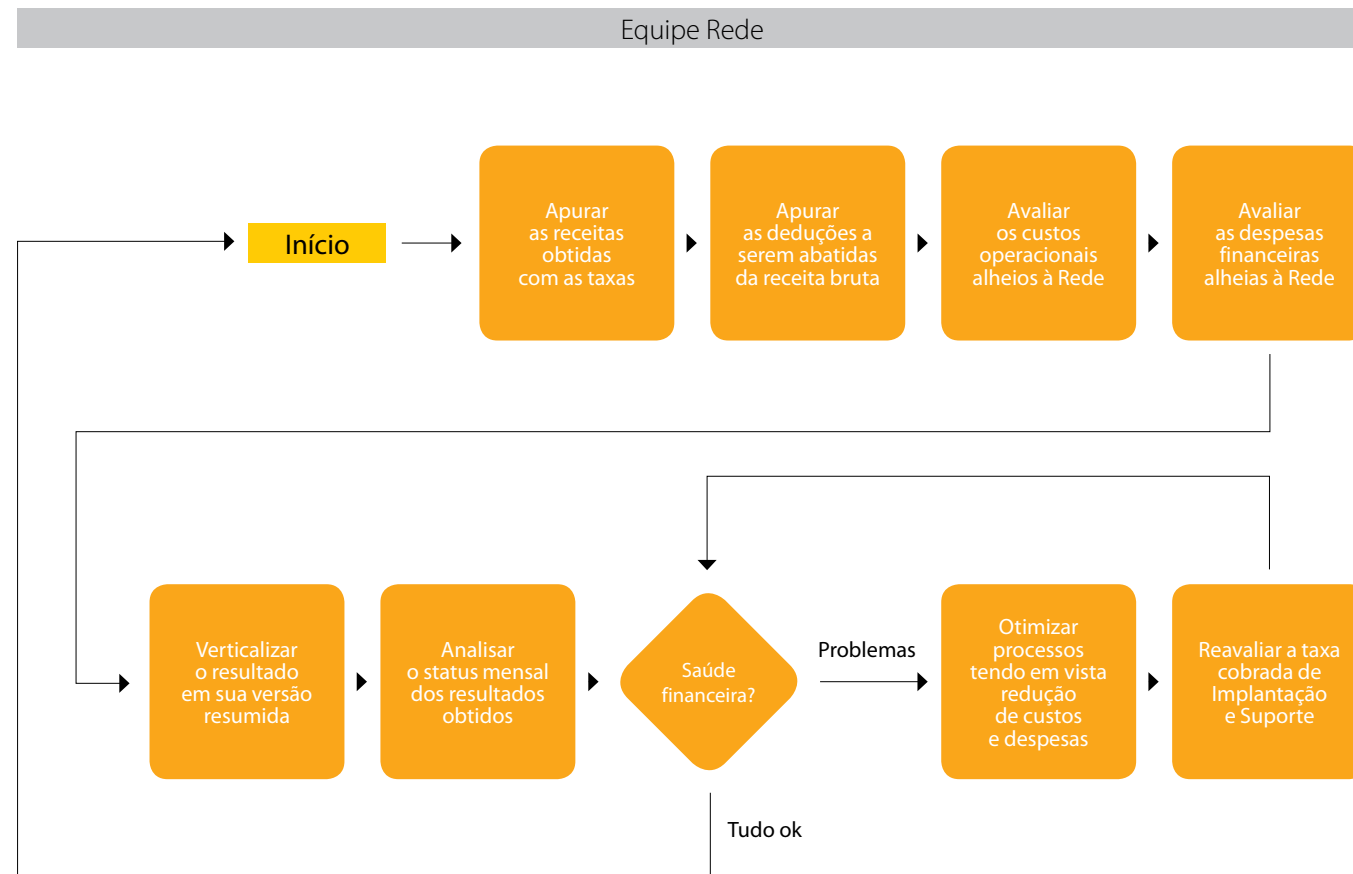 Equipe Rede
Início
Apurar
as receitas
obtidas
com as taxas
Apurar
as deduções a
serem abatidas
da receita bruta
Avaliar
os custos
operacionais
alheios à Rede
Avaliar
as despesas
financeiras
alheias à Rede
Verticalizar
o resultado
em sua versão
resumida
Analisar
o status mensal
dos resultados
obtidos
Saúde
financeira?
Problemas
Otimizar
processos
tendo em vista
redução
de custos
e despesas
Reavaliar a taxa
cobrada de
Implantação
e Suporte
Tudo ok